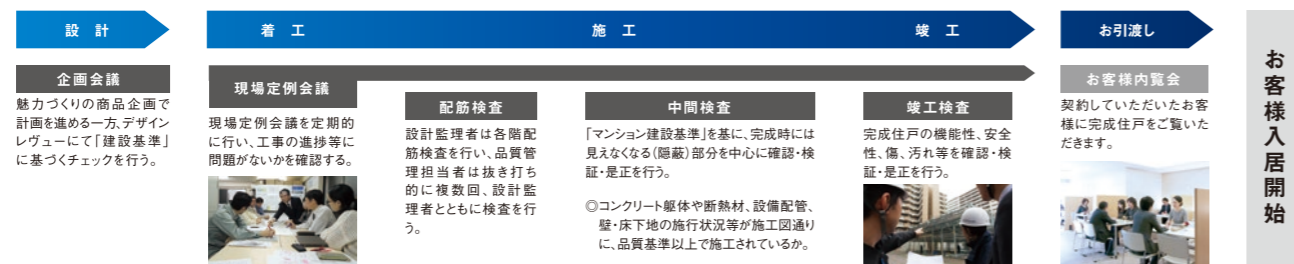 設 計
着 工
施 工
竣 工
お引渡し
企画会議
魅力づくりの商品企画で
計画を進める一方、デザイン
レヴューにて「建設基準」
に基づくチェックを行う。
現場定例会議
現場定例会議を定期的
に行い、工事の進捗等に
問題がないかを確認する。
配筋検査
設計監理者は各階配
筋検査を行い、品質管
理担当者は抜き打ち
的に複数回、設計監
理者とともに検査を行
う。
中間検査
「マンション建設基準」を基に、完成時には
見えなくなる(隠蔽)部分を中心に確認・検
証・是正を行う。
◎コンクリート躯体や断熱材、設備配管、
壁・床下地の施行状況等が施工図通り
に、品質基準以上で施工されているか。
竣工検査
完成住戸の機能性、安全
性、傷、汚れ等を確認・検
証・是正を行う。
お客様内覧会
契約していただいたお客
様に完成住戸をご覧いた
だきます。
お客様入居開始